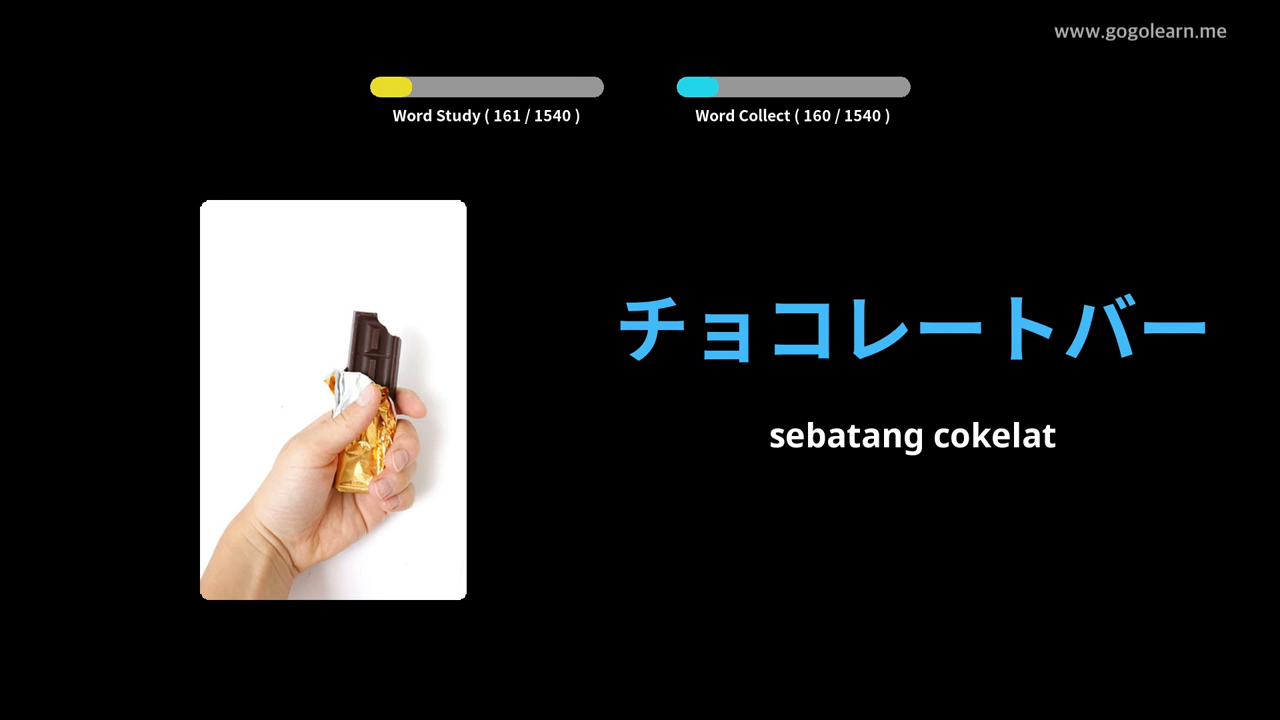 www.gogolearn.me
Word Study ( 161 / 1540 )
Word Collect ( 160 / 1540 )
チョコレートバー
sebatang cokelat